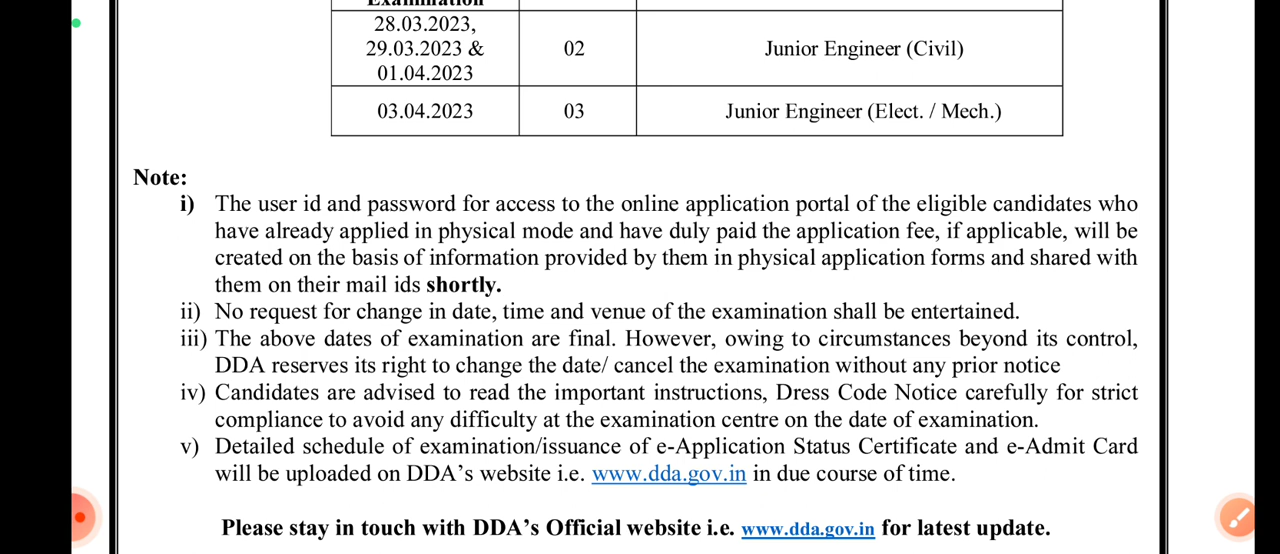 Examination
28.03.2023,
29.03.2023 &
01.04.2023
02
Junior Engineer (Civil)
03.04.2023
03
Junior Engineer (Elect. / Mech.)
Note:
i) The user id and password for access to the online application portal of the eligible candidates who
have already applied in physical mode and have duly paid the application fee, if applicable, will be
created on the basis of information provided by them in physical application forms and shared with
them on their mail ids shortly.
ii) No request for change in date, time and venue of the examination shall be entertained.
iii) The above dates of examination are final. However, owing to circumstances beyond its control,
DDA reserves its right to change the date/ cancel the examination without any prior notice
iv) Candidates are advised to read the important instructions, Dress Code Notice carefully for strict
compliance to avoid any difficulty at the examination centre on the date of examination.
v) Detailed schedule of examination/issuance of e-Application Status Certificate and e-Admit Card
will be uploaded on DDA’s website i.e. www.dda.gov.in in due course of time.
Please stay in touch with DDA’s Official website i.e. www.dda.gov.in for latest update.